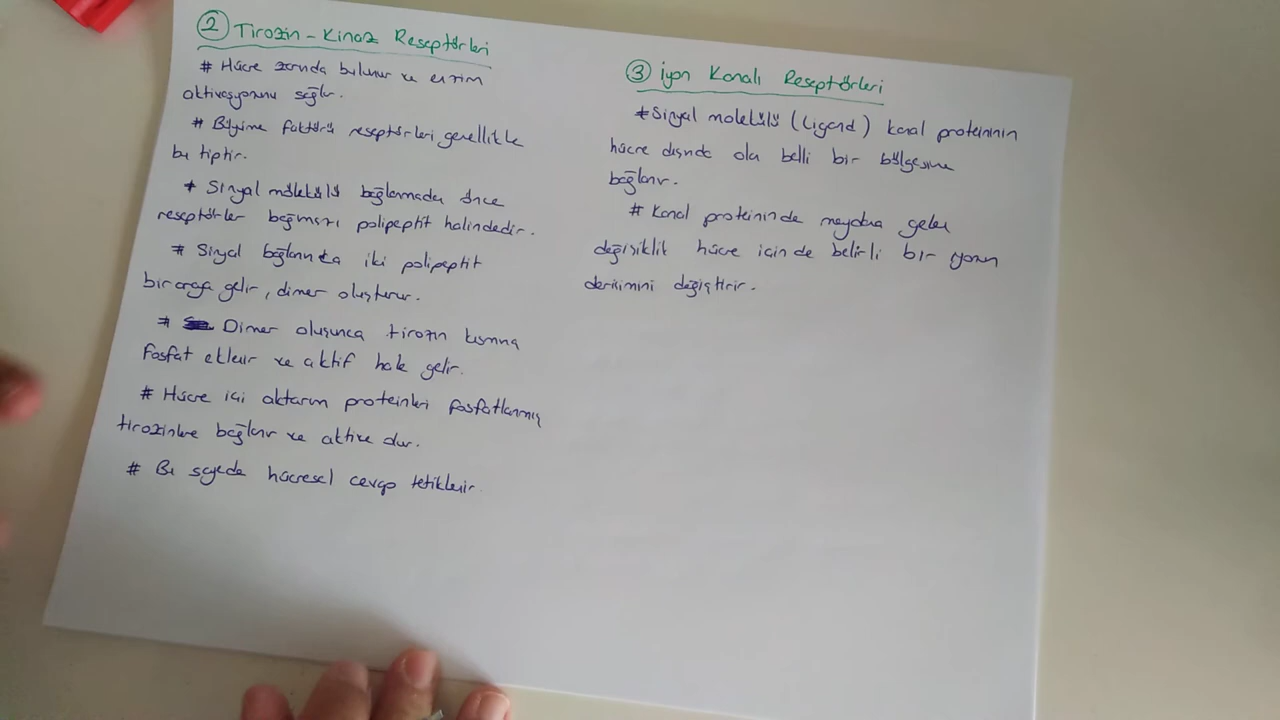 2 Tirozin - Kinaz Reseptörleri
# Hücre zarında bulunur ve enzim
aktivasyonunu sağlar.
# Büyüme faktörü reseptörleri genellikle
bu tiptir.
# Sinyal molekülü bağlanmadan önce
reseptörler bağımsız polipeptit halindedir.
# Sinyal bağlanınca iki polipeptit
bir araya gelir, dimer oluşturur.
# Dimer oluşunca tirozin kısmına
fosfat eklenir ve aktif hale gelir.
# Hücre içi aktarım proteinleri fosfatlanmış
tirozinlere bağlanır ve aktive olur.
# Bu sayede hücresel cevap tetiklenir.
3 İyon Kanalı Reseptörleri
# Sinyal molekülü (Ligand) kanal proteininin
hücre dışında olan belli bir bölgesine
bağlanır.
# Kanal proteininde meydana gelen
değişiklik hücre içinde belirli bir iyonun
derişimini değiştirir.